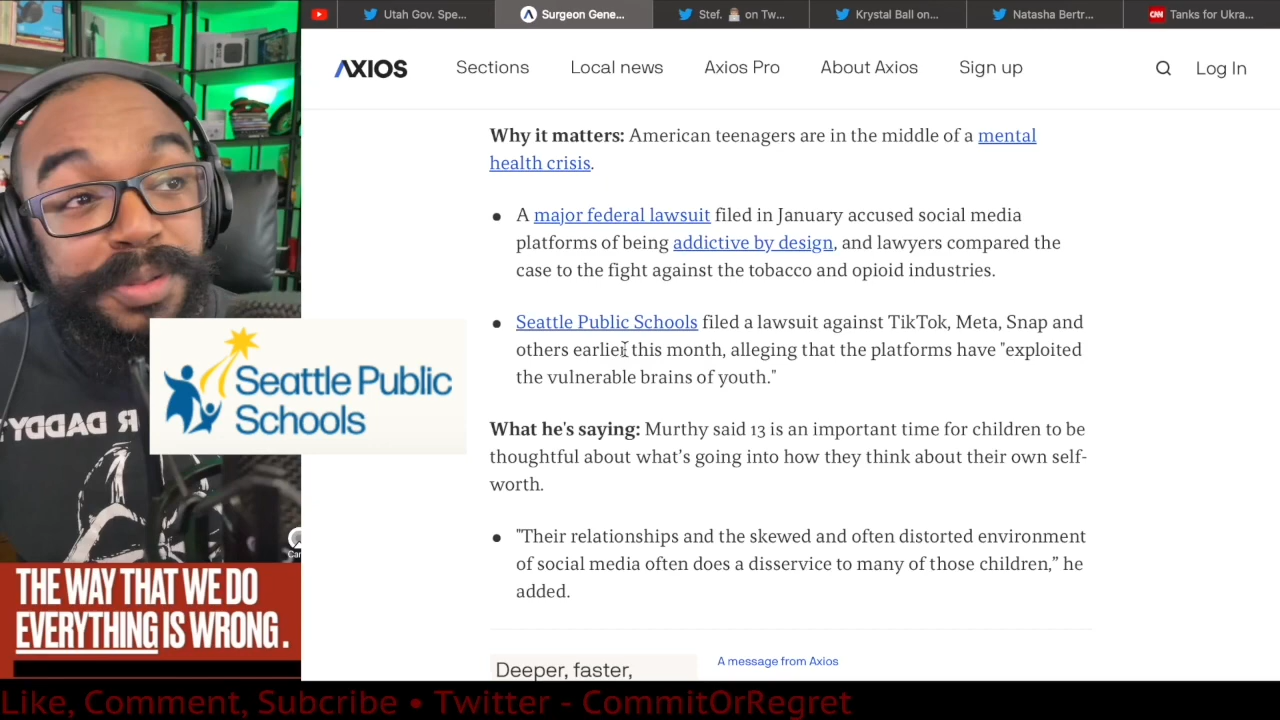 Utah Gov. Spe...
Surgeon Gene...
Stef. on Tw...
Krystal Ball on...
Natasha Bertr...
CNN
Tanks for Ukra...
AXIOS
Sections
Local news
Axios Pro
About Axios
Sign up
Log In
Why it matters: American teenagers are in the middle of a mental
health crisis.
A major federal lawsuit filed in January accused social media
platforms of being addictive by design, and lawyers compared the
case to the fight against the tobacco and opioid industries.
Seattle Public Schools filed a lawsuit against TikTok, Meta, Snap and
others earlier this month, alleging that the platforms have "exploited
the vulnerable brains of youth."
What he's saying: Murthy said 13 is an important time for children to be
thoughtful about what's going into how they think about their own self-
worth.
"Their relationships and the skewed and often distorted environment
of social media often does a disservice to many of those children,” he
added.
Deeper, faster,
A message from Axios
Seattle Public
Schools
R DADDY
THE WAY THAT WE DO
EVERYTHING IS WRONG.
Like, Comment, Subcribe • Twitter - CommitOrRegret